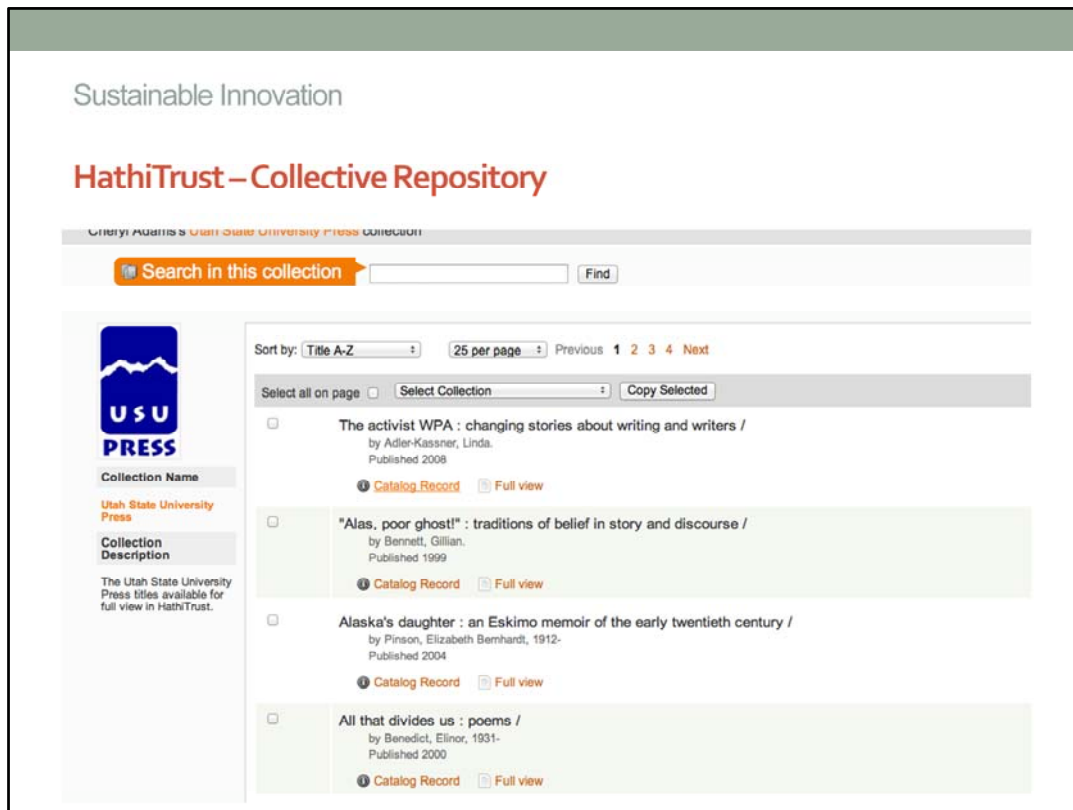 Sustainable Innovation
HathiTrust – Collective Repository
Cheryl Adams's Utah State University Press collection
Search in this collection Find
USU
PRESS
Collection Name
Utah State University
Press
Collection
Description
The Utah State University
Press titles available for
full view in HathiTrust.
Sort by: Title A-Z 25 per page Previous 1 2 3 4 Next
Select all on page Select Collection Copy Selected
The activist WPA : changing stories about writing and writers /
by Adler-Kassner, Linda.
Published 2008
Catalog Record Full view
"Alas, poor ghost!" : traditions of belief in story and discourse /
by Bennett, Gillian.
Published 1999
Catalog Record Full view
Alaska's daughter : an Eskimo memoir of the early twentieth century /
by Pinson, Elizabeth Bernhardt, 1912-
Published 2004
Catalog Record Full view
All that divides us : poems /
by Benedict, Elinor, 1931-
Published 2000
Catalog Record Full view